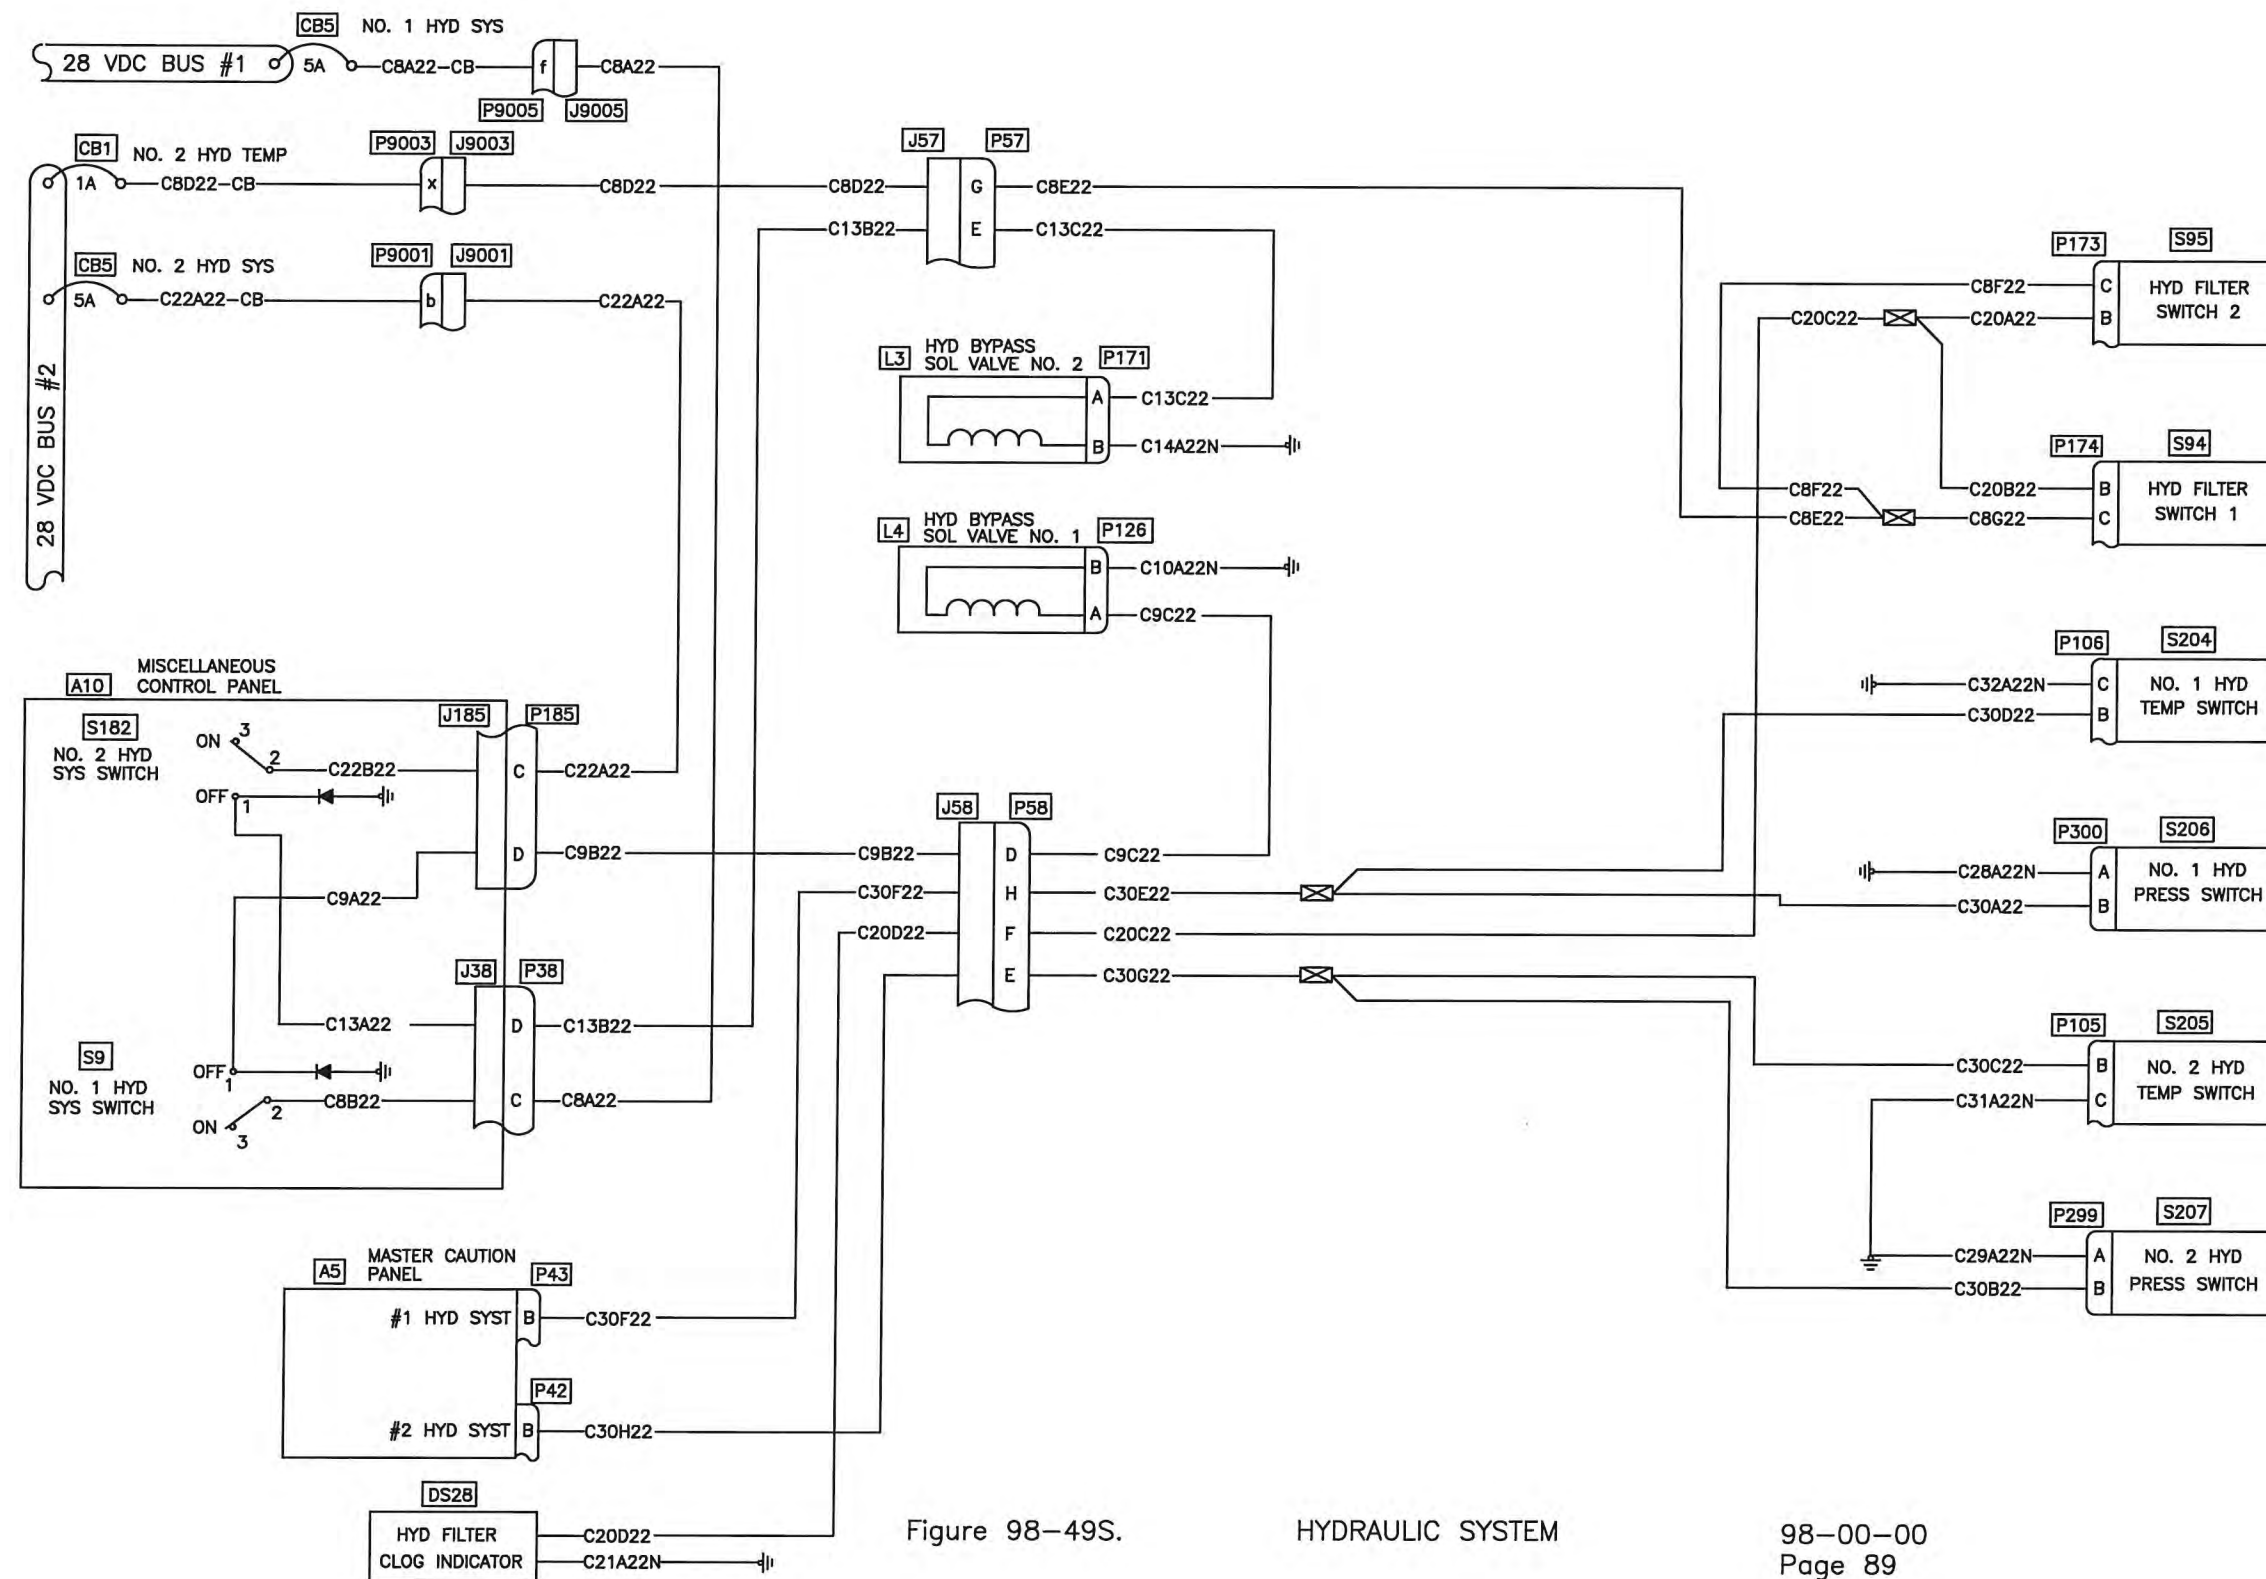 CB5 NO. 1 HYD SYS
28 VDC BUS #1 5A C8A22-CB f C8A22
P9005 J9005
CB1 NO. 2 HYD TEMP P9003 J9003 J57 P57
1A C8D22-CB x C8D22 C8D22 G C8E22
C13B22 E C13C22
CB5 NO. 2 HYD SYS P9001 J9001
5A C22A22-CB b C22A22
28 VDC BUS #2
P173 S95
C8F22 C HYD FILTER
C20C22 C20A22 B SWITCH 2
L3 HYD BYPASS
SOL VALVE NO. 2 P171
A C13C22
B C14A22N
P174 S94
C8F22 C20B22 B HYD FILTER
C8E22 C8G22 C SWITCH 1
L4 HYD BYPASS
SOL VALVE NO. 1 P126
B C10A22N
A C9C22
P106 S204
C32A22N C NO. 1 HYD
C30D22 B TEMP SWITCH
A10 MISCELLANEOUS
CONTROL PANEL
J185 P185
S182 ON 3
NO. 2 HYD
SYS SWITCH
2 C22B22 C C22A22
OFF 1
D C9B22
C9A22
J58 P58
C9B22 D C9C22
C30F22 H C30E22
C20D22 F C20C22
E C30G22
P300 S206
C28A22N A NO. 1 HYD
C30A22 B PRESS SWITCH
J38 P38
C13A22 D C13B22
S9 OFF 1
NO. 1 HYD
SYS SWITCH
C8B22 C C8A22
2
ON 3
P105 S205
C30C22 B NO. 2 HYD
C31A22N C TEMP SWITCH
P299 S207
C29A22N A NO. 2 HYD
C30B22 B PRESS SWITCH
A5 MASTER CAUTION
PANEL P43
#1 HYD SYST B C30F22
P42
#2 HYD SYST B C30H22
DS28
HYD FILTER C20D22
CLOG INDICATOR C21A22N
Figure 98-49S. HYDRAULIC SYSTEM 98-00-00
Page 89